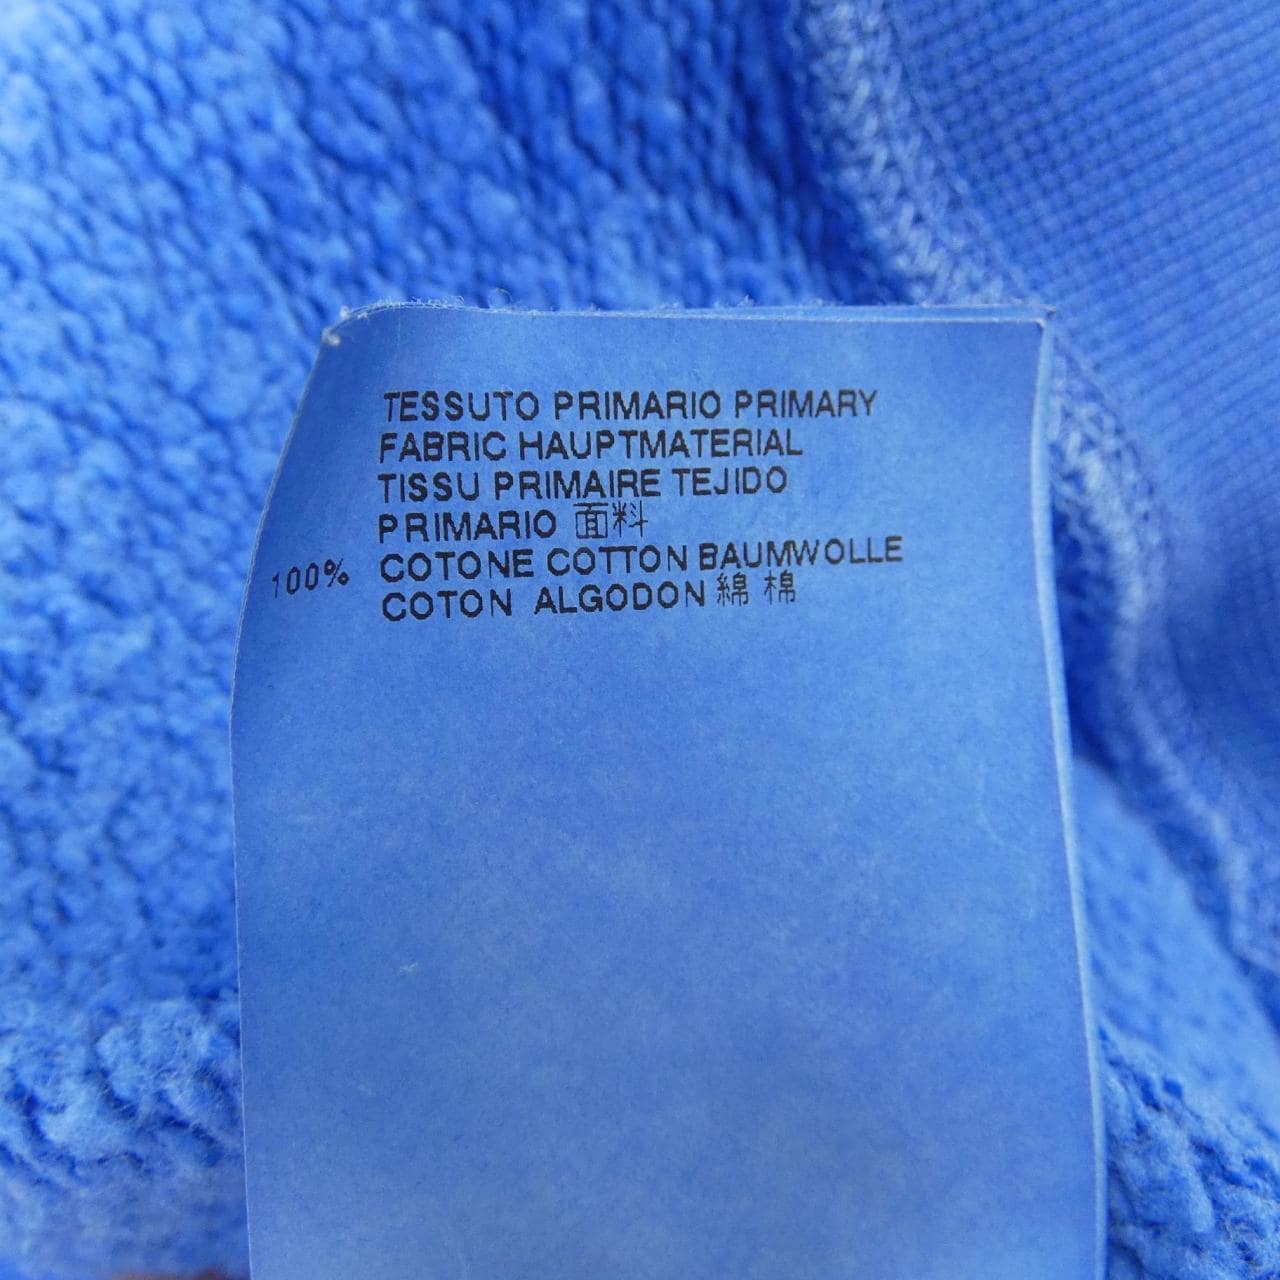 TESSUTO PRIMARIO PRIMARY
FABRIC HAUPTMATERIAL
TISSU PRIMAIRE TEJIDO
PRIMARIO 面料
100% COTONE COTTON BAUMWOLLE
COTON ALGODON 綿 棉